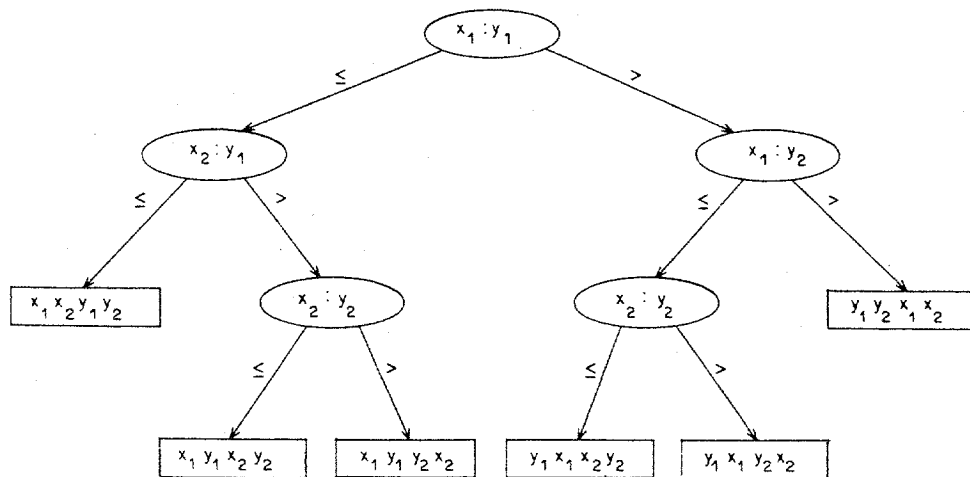 x₁ : y₁
≤ >
x₂ : y₁ x₁ : y₂
≤ > ≤ >
x₁ x₂ y₁ y₂ x₂ : y₂ x₂ : y₂ y₁ y₂ x₁ x₂
≤ > ≤ >
x₁ y₁ x₂ y₂ x₁ y₁ y₂ x₂ y₁ x₁ x₂ y₂ y₁ x₁ y₂ x₂